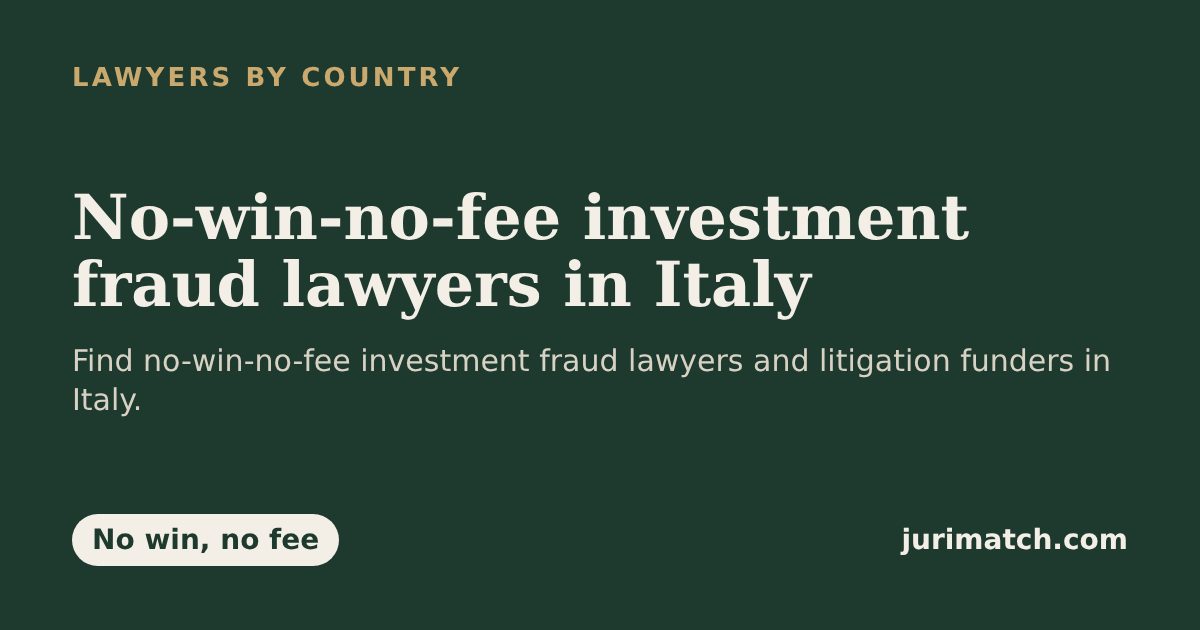 LAWYERS BY COUNTRY
No-win-no-fee investment
fraud lawyers in Italy
Find no-win-no-fee investment fraud lawyers and litigation funders in
Italy.
No win, no fee
jurimatch.com